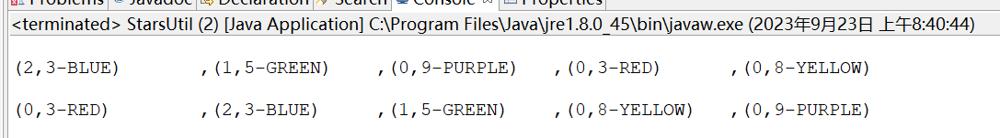 Problems Javadoc Declaration Search Console Properties
<terminated> StarsUtil (2) [Java Application] C:\Program Files\Java\jre1.8.0_45\bin\javaw.exe (2023年9月23日 上午8:40:44)
(2,3-BLUE) ,(1,5-GREEN) ,(0,9-PURPLE) ,(0,3-RED) ,(0,8-YELLOW)
(0,3-RED) ,(2,3-BLUE) ,(1,5-GREEN) ,(0,8-YELLOW) ,(0,9-PURPLE)